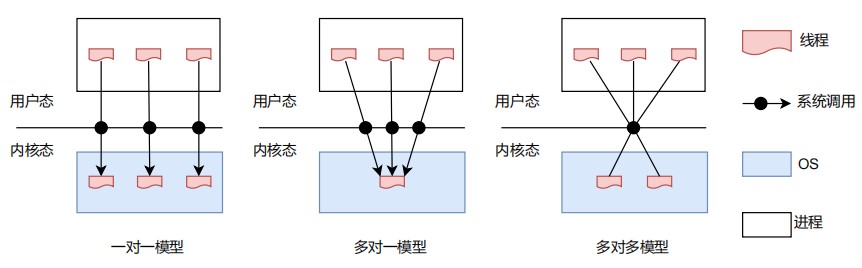 用户态
内核态
一对一模型
用户态
内核态
多对一模型
用户态
内核态
多对多模型
线程
系统调用
OS
进程